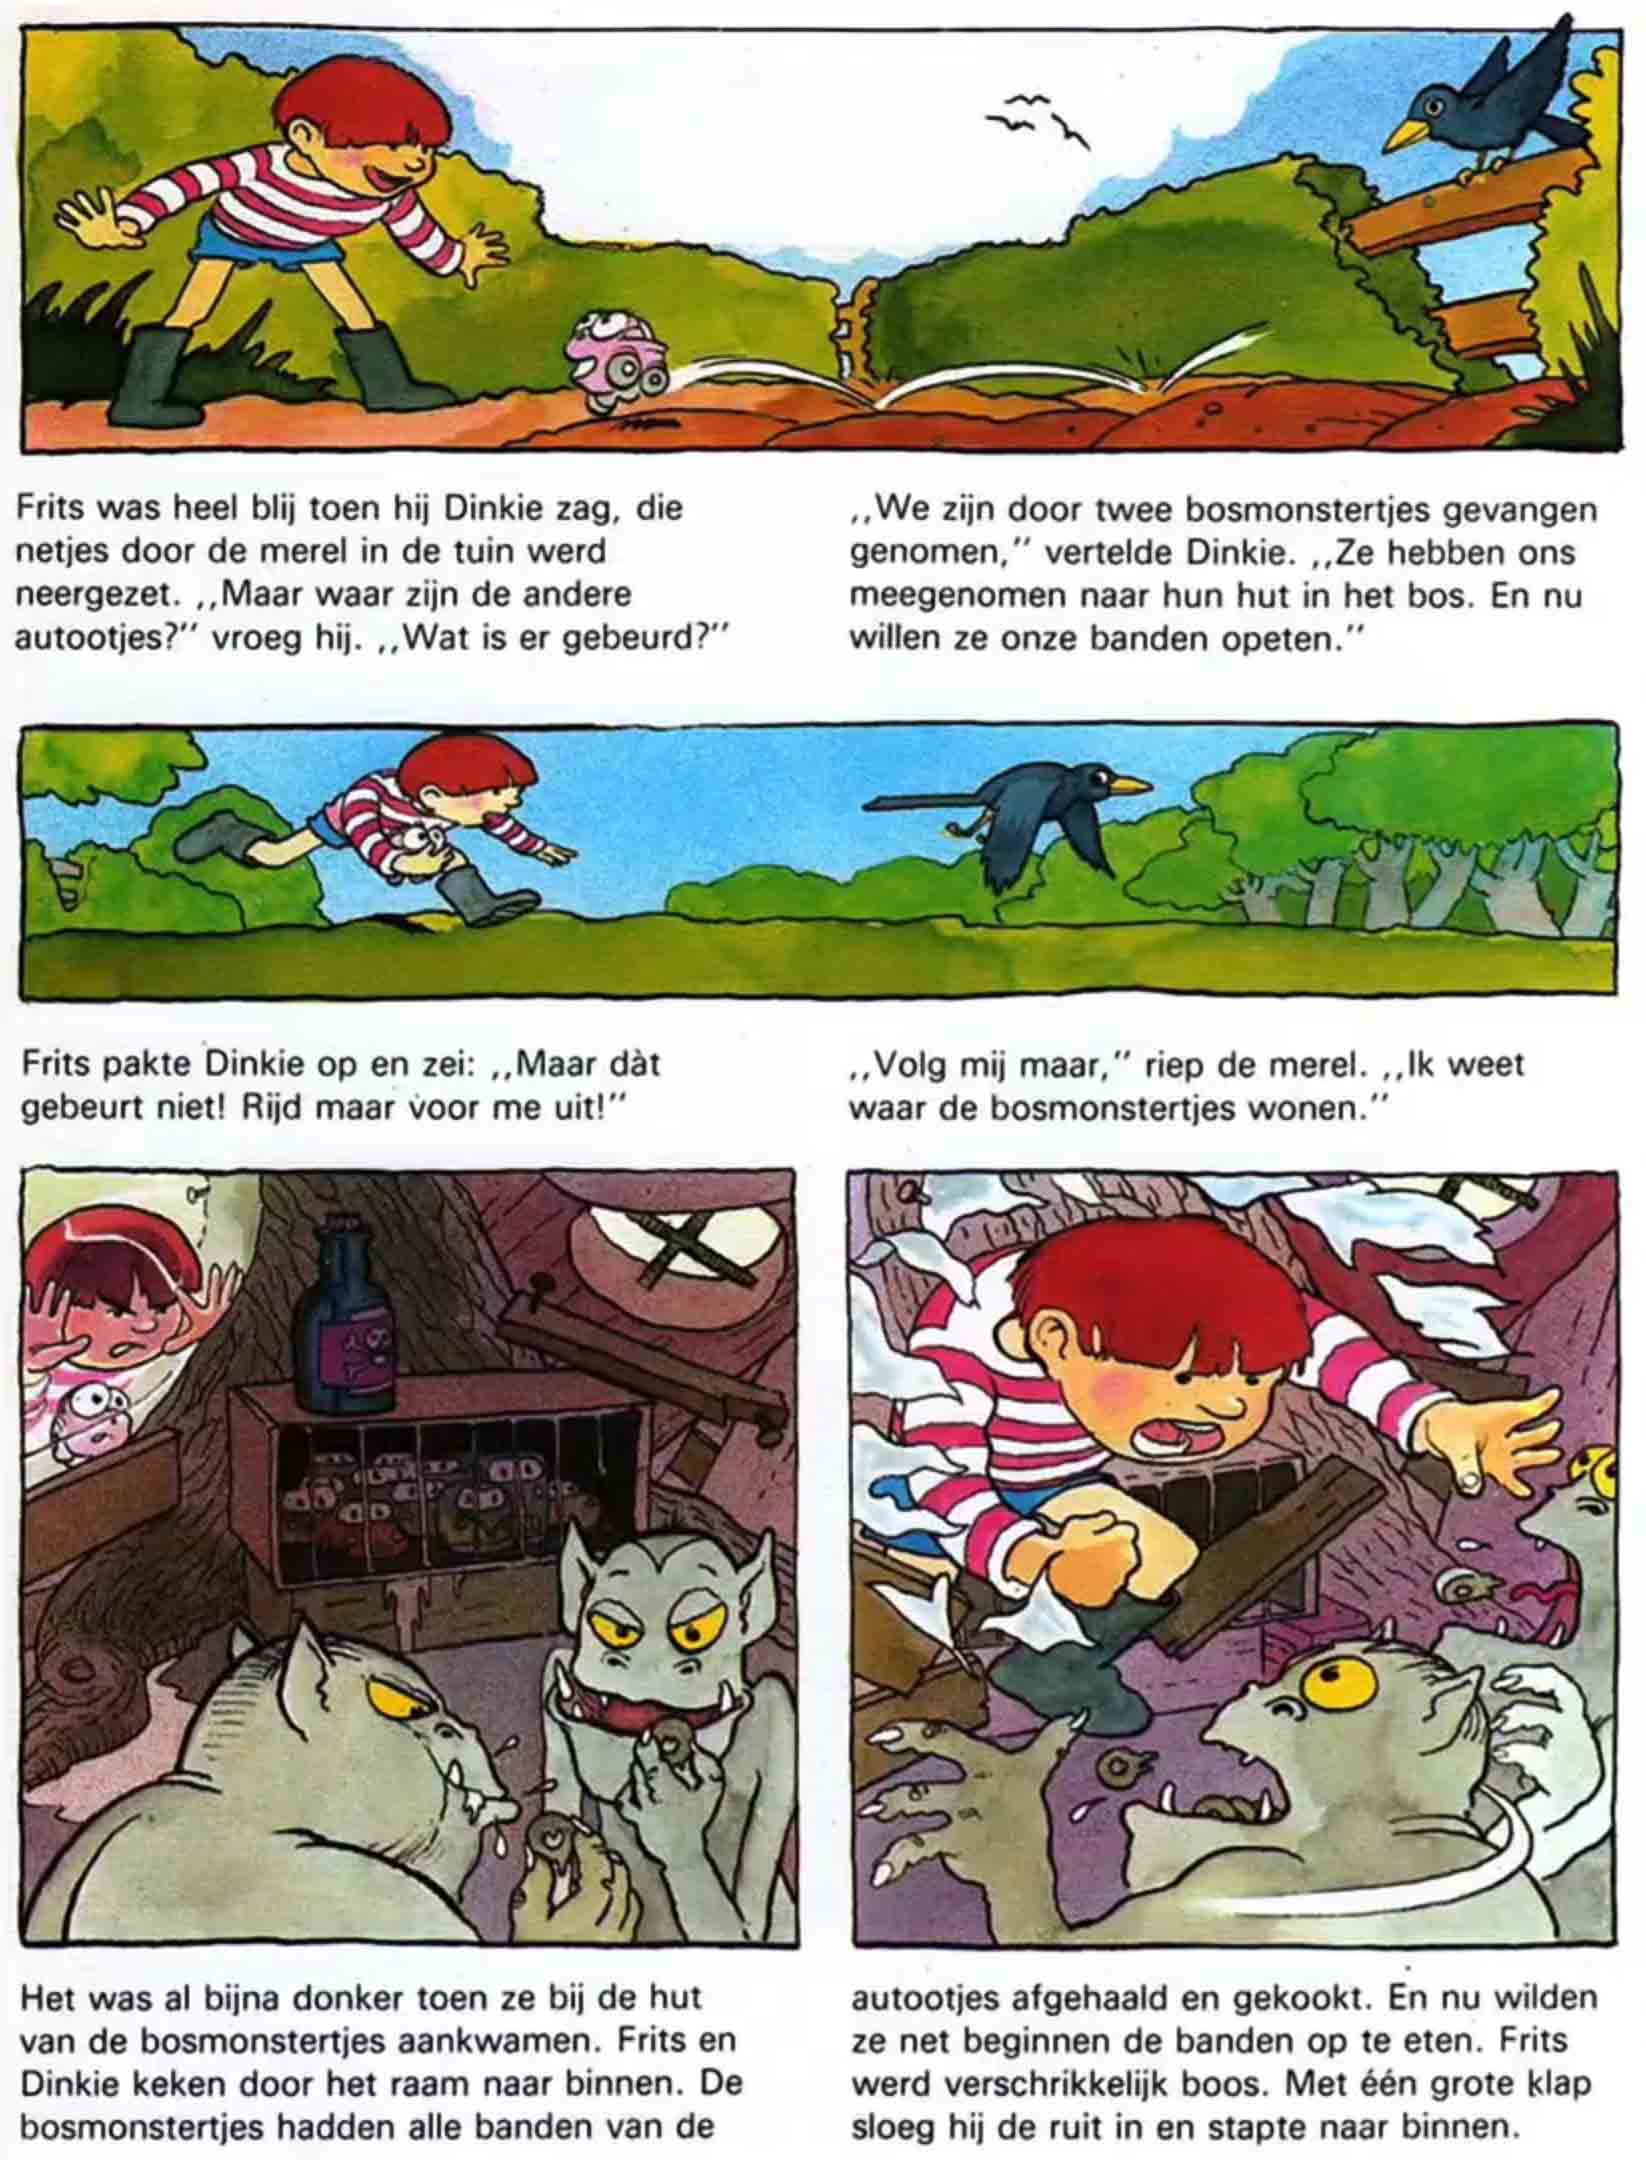 Frits was heel blij toen hij Dinkie zag, die
netjes door de merel in de tuin werd
neergezet. ,,Maar waar zijn de andere
autootjes?" vroeg hij. ,,Wat is er gebeurd?"
,,We zijn door twee bosmonstertjes gevangen
genomen," vertelde Dinkie. ,,Ze hebben ons
meegenomen naar hun hut in het bos. En nu
willen ze onze banden opeten."
Frits pakte Dinkie op en zei: ,,Maar dàt
gebeurt niet! Rijd maar voor me uit!"
,,Volg mij maar," riep de merel. ,,Ik weet
waar de bosmonstertjes wonen."
Het was al bijna donker toen ze bij de hut
van de bosmonstertjes aankwamen. Frits en
Dinkie keken door het raam naar binnen. De
bosmonstertjes hadden alle banden van de
autootjes afgehaald en gekookt. En nu wilden
ze net beginnen de banden op te eten. Frits
werd verschrikkelijk boos. Met één grote klap
sloeg hij de ruit in en stapte naar binnen.